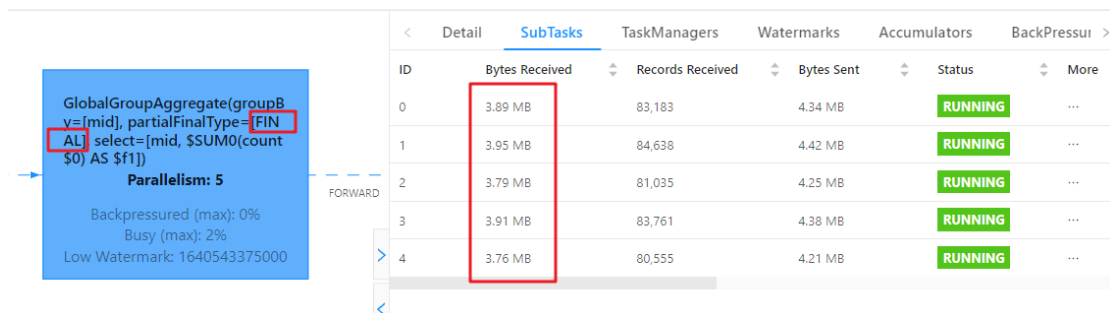 Detail SubTasks TaskManagers Watermarks Accumulators BackPressur
ID Bytes Received Records Received Bytes Sent Status More
GlobalGroupAggregate(groupB
y=[mid], partialFinalType=[FIN
AL], select=[mid, $SUM0(count
$0) AS $f1])
Parallelism: 5
Backpressured (max): 0%
Busy (max): 2%
Low Watermark: 1640543375000
FORWARD
0 3.89 MB 83,183 4.34 MB RUNNING ...
1 3.95 MB 84,638 4.42 MB RUNNING ...
2 3.79 MB 81,035 4.25 MB RUNNING ...
3 3.91 MB 83,761 4.38 MB RUNNING ...
4 3.76 MB 80,555 4.21 MB RUNNING ...